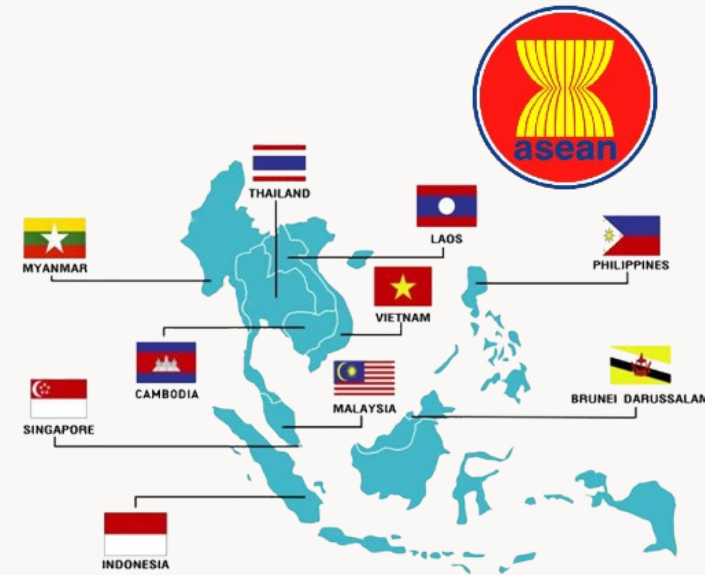 asean
THAILAND
LAOS
MYANMAR
PHILIPPINES
VIETNAM
CAMBODIA
MALAYSIA
BRUNEI DARUSSALAM
SINGAPORE
INDONESIA